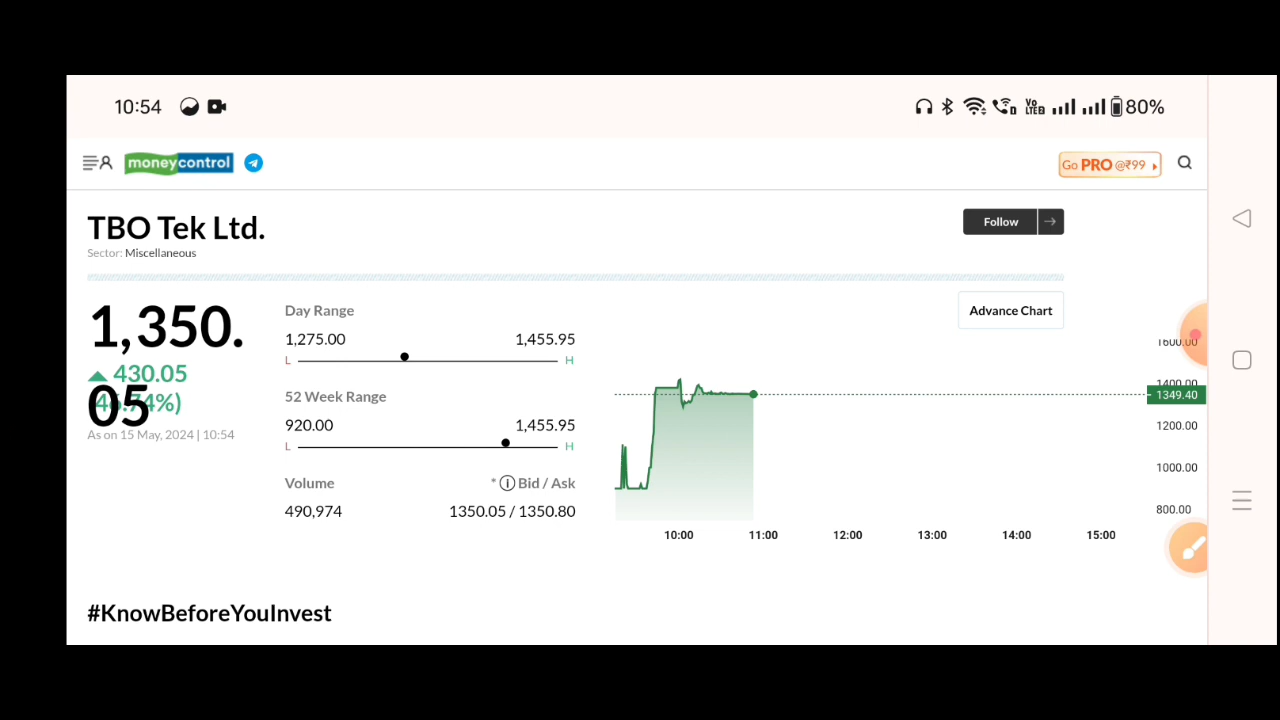 10:54
80%
moneycontrol
Go PRO @₹99
TBO Tek Ltd.
Follow
Sector: Miscellaneous
1,350.
05
430.05
As on 15 May, 2024 | 10:54
Day Range
1,275.00 1,455.95
L H
52 Week Range
920.00 1,455.95
L H
Volume * i Bid / Ask
490,974 1350.05 / 1350.80
Advance Chart
1600.00
1400.00
1349.40
1200.00
1000.00
800.00
10:00 11:00 12:00 13:00 14:00 15:00
#KnowBeforeYouInvest